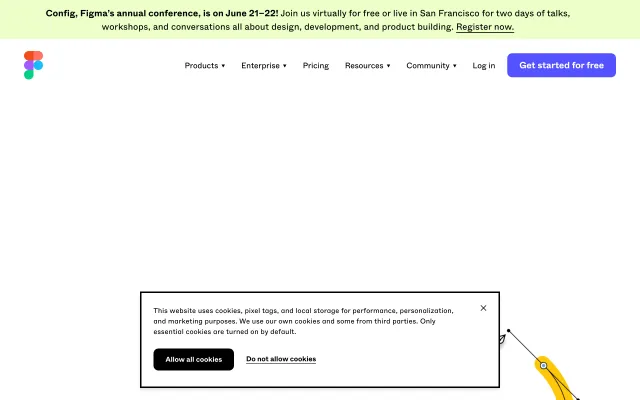 Config, Figma's annual conference, is on June 21–22! Join us virtually for free or live in San Francisco for two days of talks,
workshops, and conversations all about design, development, and product building. Register now.
Products Enterprise Pricing Resources Community Log in Get started for free
This website uses cookies, pixel tags, and local storage for performance, personalization,
and marketing purposes. We use our own cookies and some from third parties. Only
essential cookies are turned on by default.
Allow all cookies Do not allow cookies